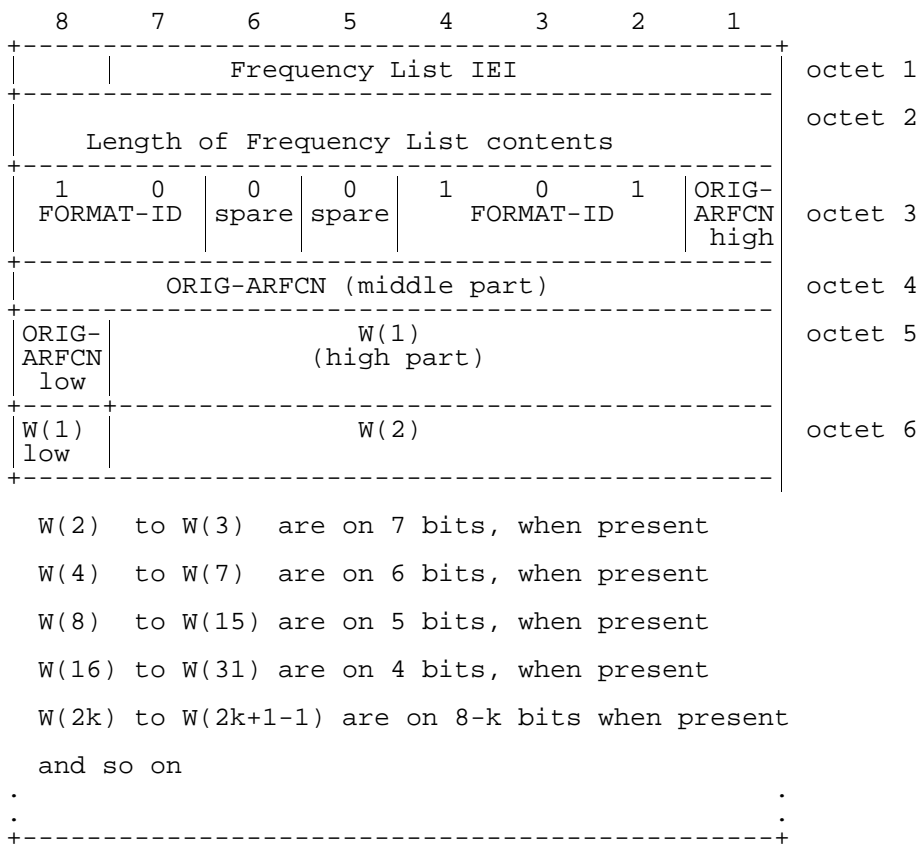 8 7 6 5 4 3 2 1
+-----------------------------------------------+
Frequency List IEI octet 1
+-----------------------------------------------
octet 2
Length of Frequency List contents
+-----------------------------------------------
1 0 0 0 1 0 1 ORIG-
FORMAT-ID spare spare FORMAT-ID ARFCN octet 3
high
+-----------------------------------------------
ORIG-ARFCN (middle part) octet 4
+-----------------------------------------------
ORIG- W(1) octet 5
ARFCN (high part)
low
+-----+-----------------------------------------
W(1) W(2) octet 6
low
+-----------------------------------------------
W(2) to W(3) are on 7 bits, when present
W(4) to W(7) are on 6 bits, when present
W(8) to W(15) are on 5 bits, when present
W(16) to W(31) are on 4 bits, when present
W(2k) to W(2k+1-1) are on 8-k bits when present
and so on
. .
. .
+-----------------------------------------------+